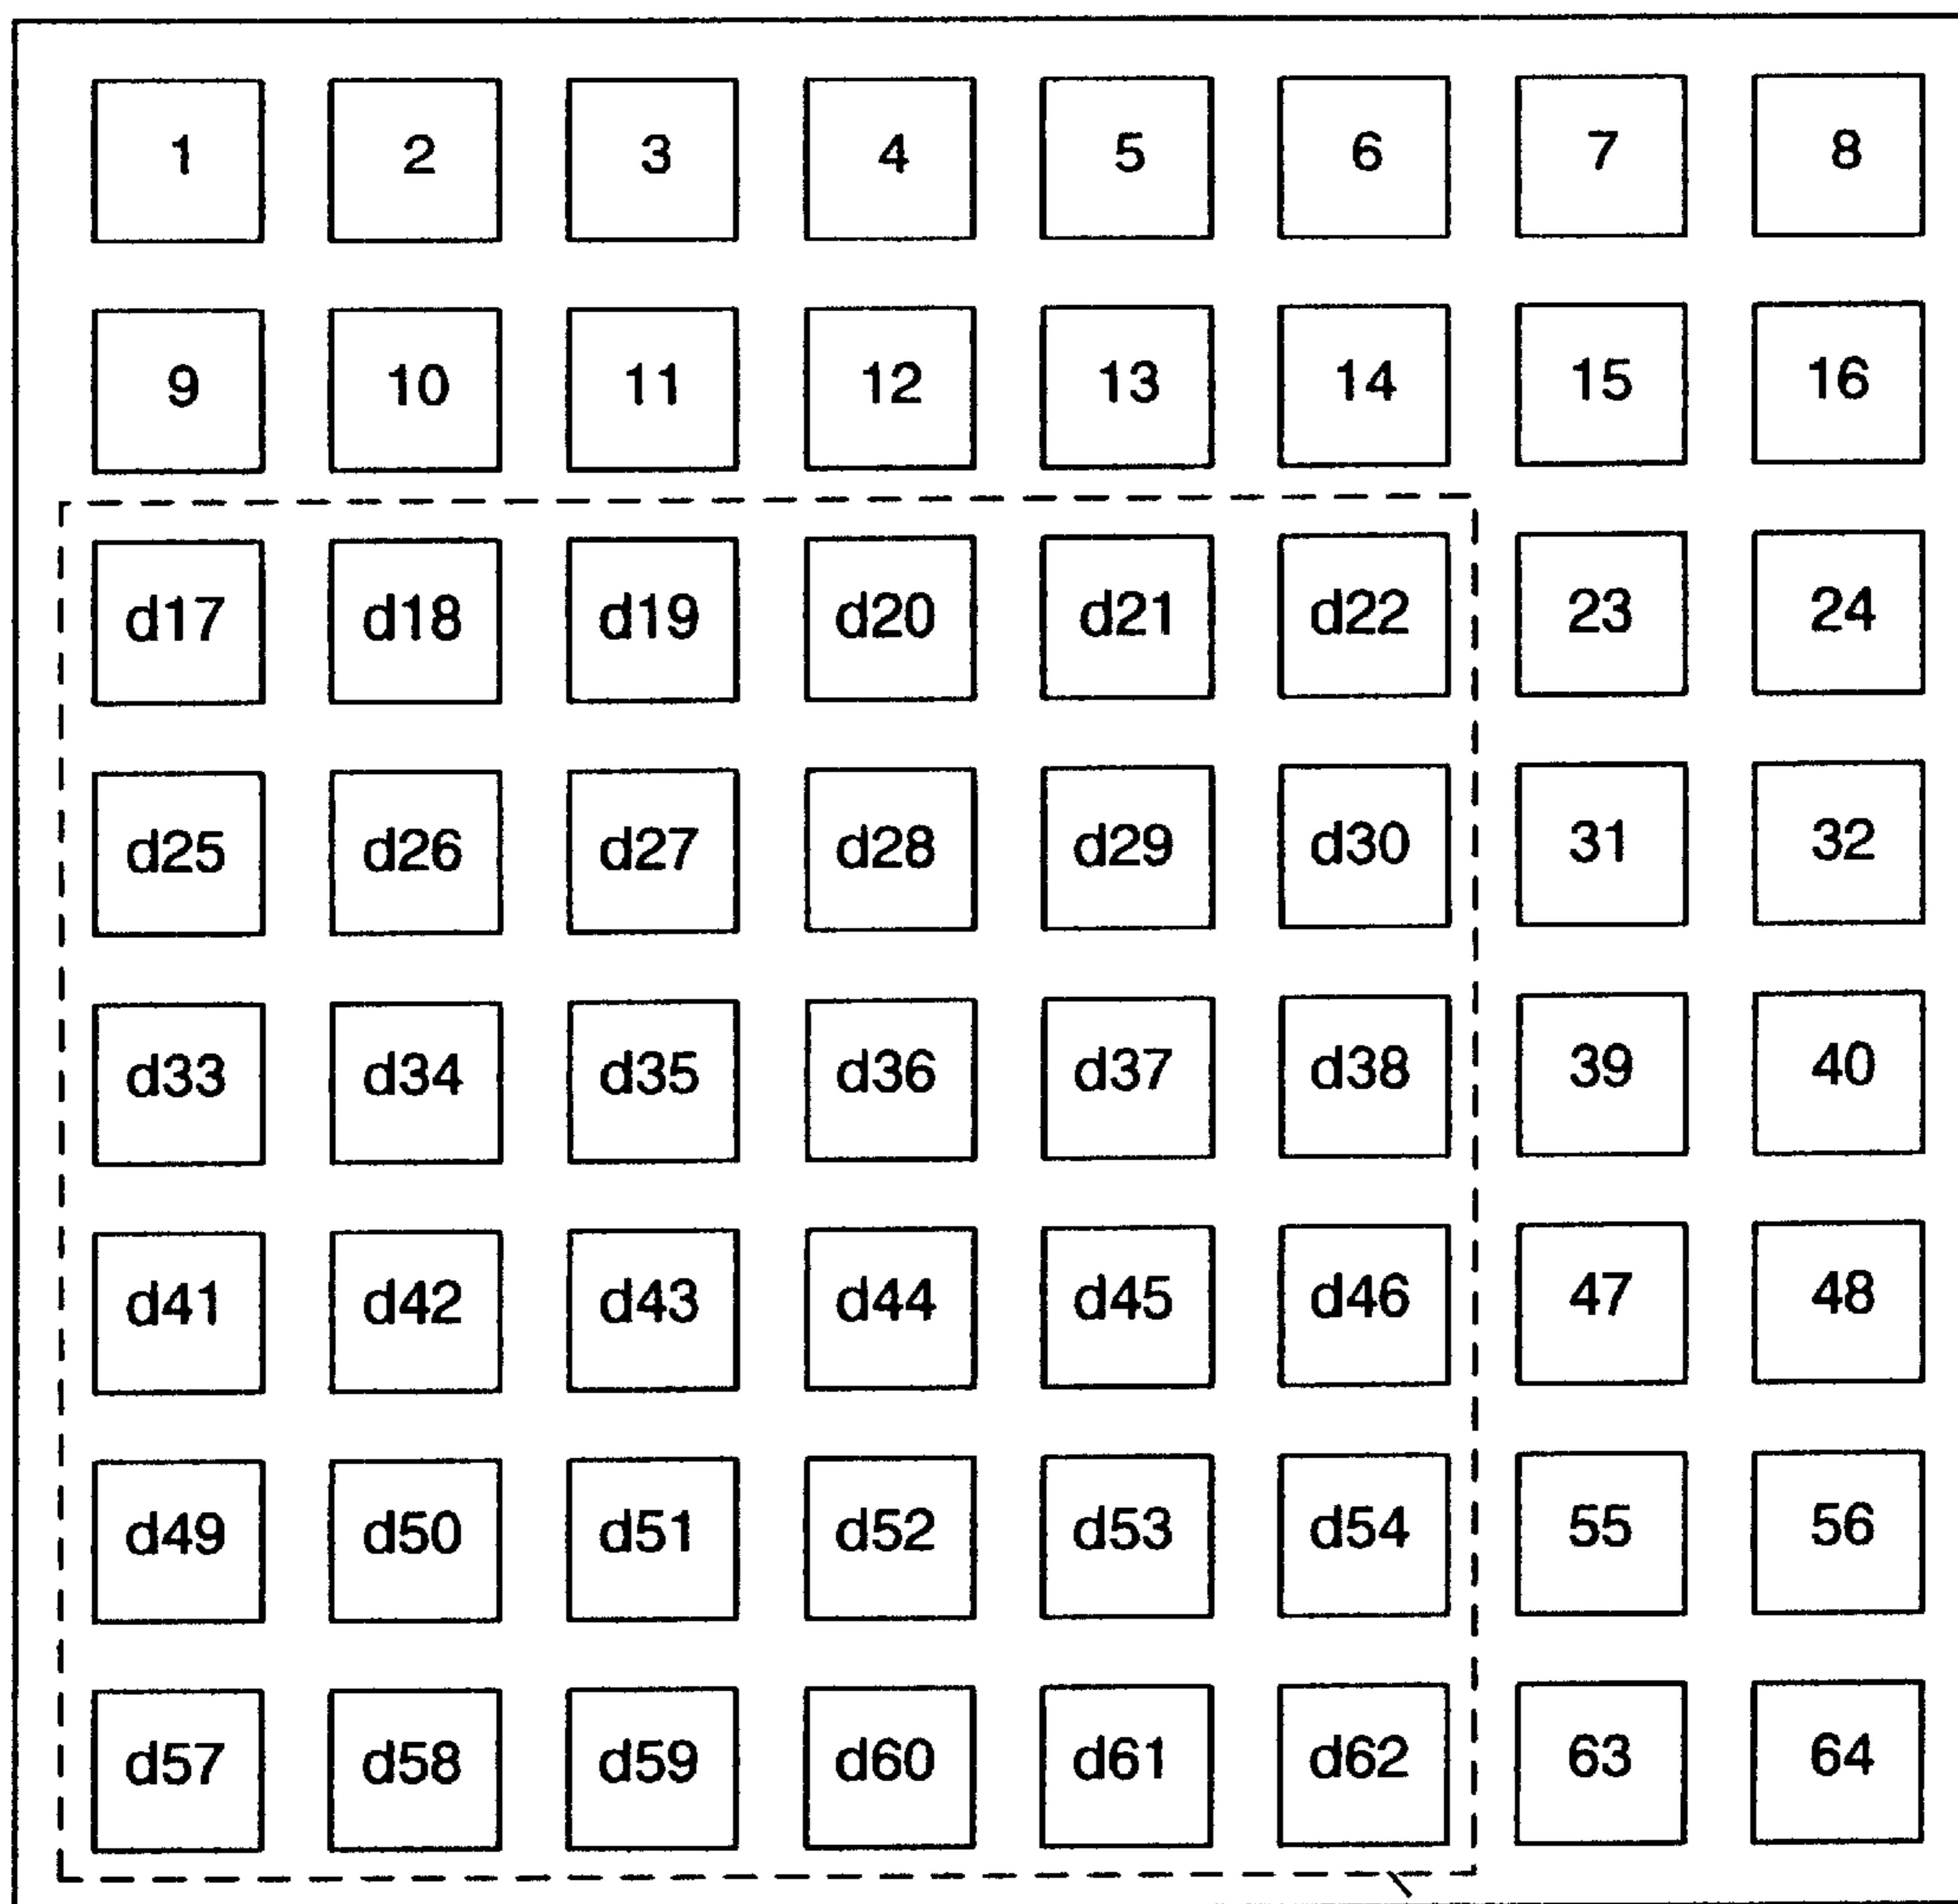 1 2 3 4 5 6 7 8
9 10 11 12 13 14 15 16
d17 d18 d19 d20 d21 d22 23 24
d25 d26 d27 d28 d29 d30 31 32
d33 d34 d35 d36 d37 d38 39 40
d41 d42 d43 d44 d45 d46 47 48
d49 d50 d51 d52 d53 d54 55 56
d57 d58 d59 d60 d61 d62 63 64